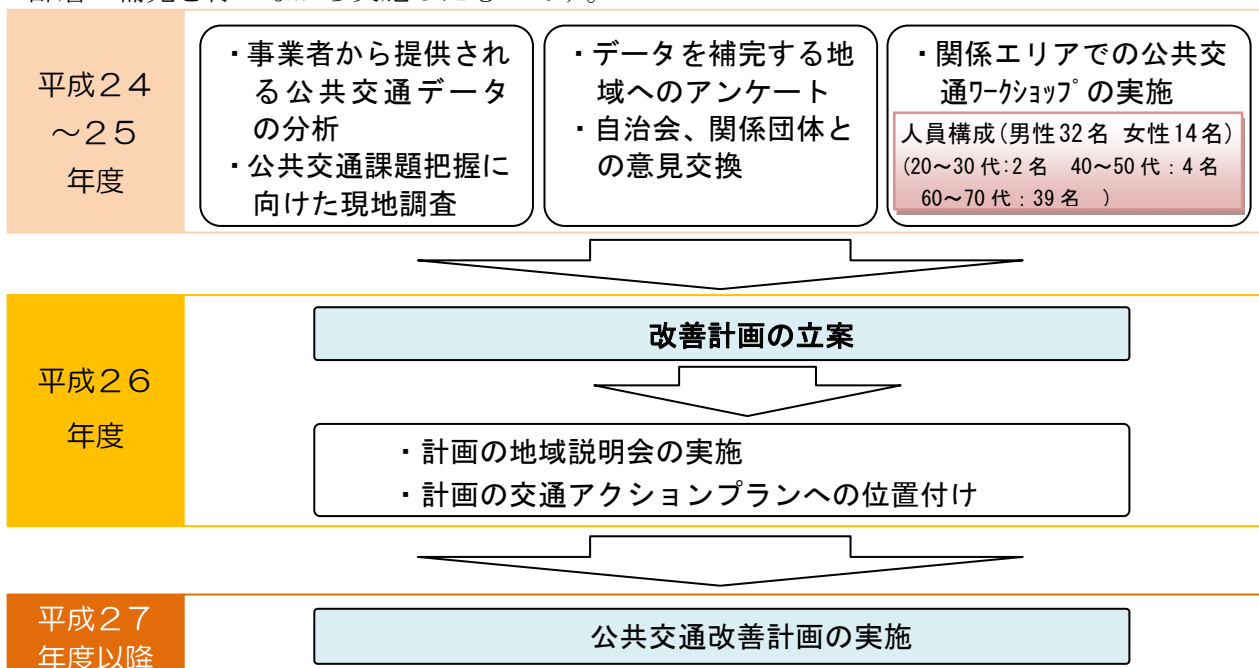 平成24
~25
年度
・事業者から提供され
る公共交通データ
の分析
・公共交通課題把握に
向けた現地調査
・データを補完する地
域へのアンケート
・自治会、関係団体と
の意見交換
・関係エリアでの公共交
通ワークショップの実施
人員構成(男性32名 女性14名)
(20~30代:2名 40~50代:4名
60~70代:39名 )
平成26
年度
改善計画の立案
・計画の地域説明会の実施
・計画の交通アクションプランへの位置付け
平成27
年度以降
公共交通改善計画の実施